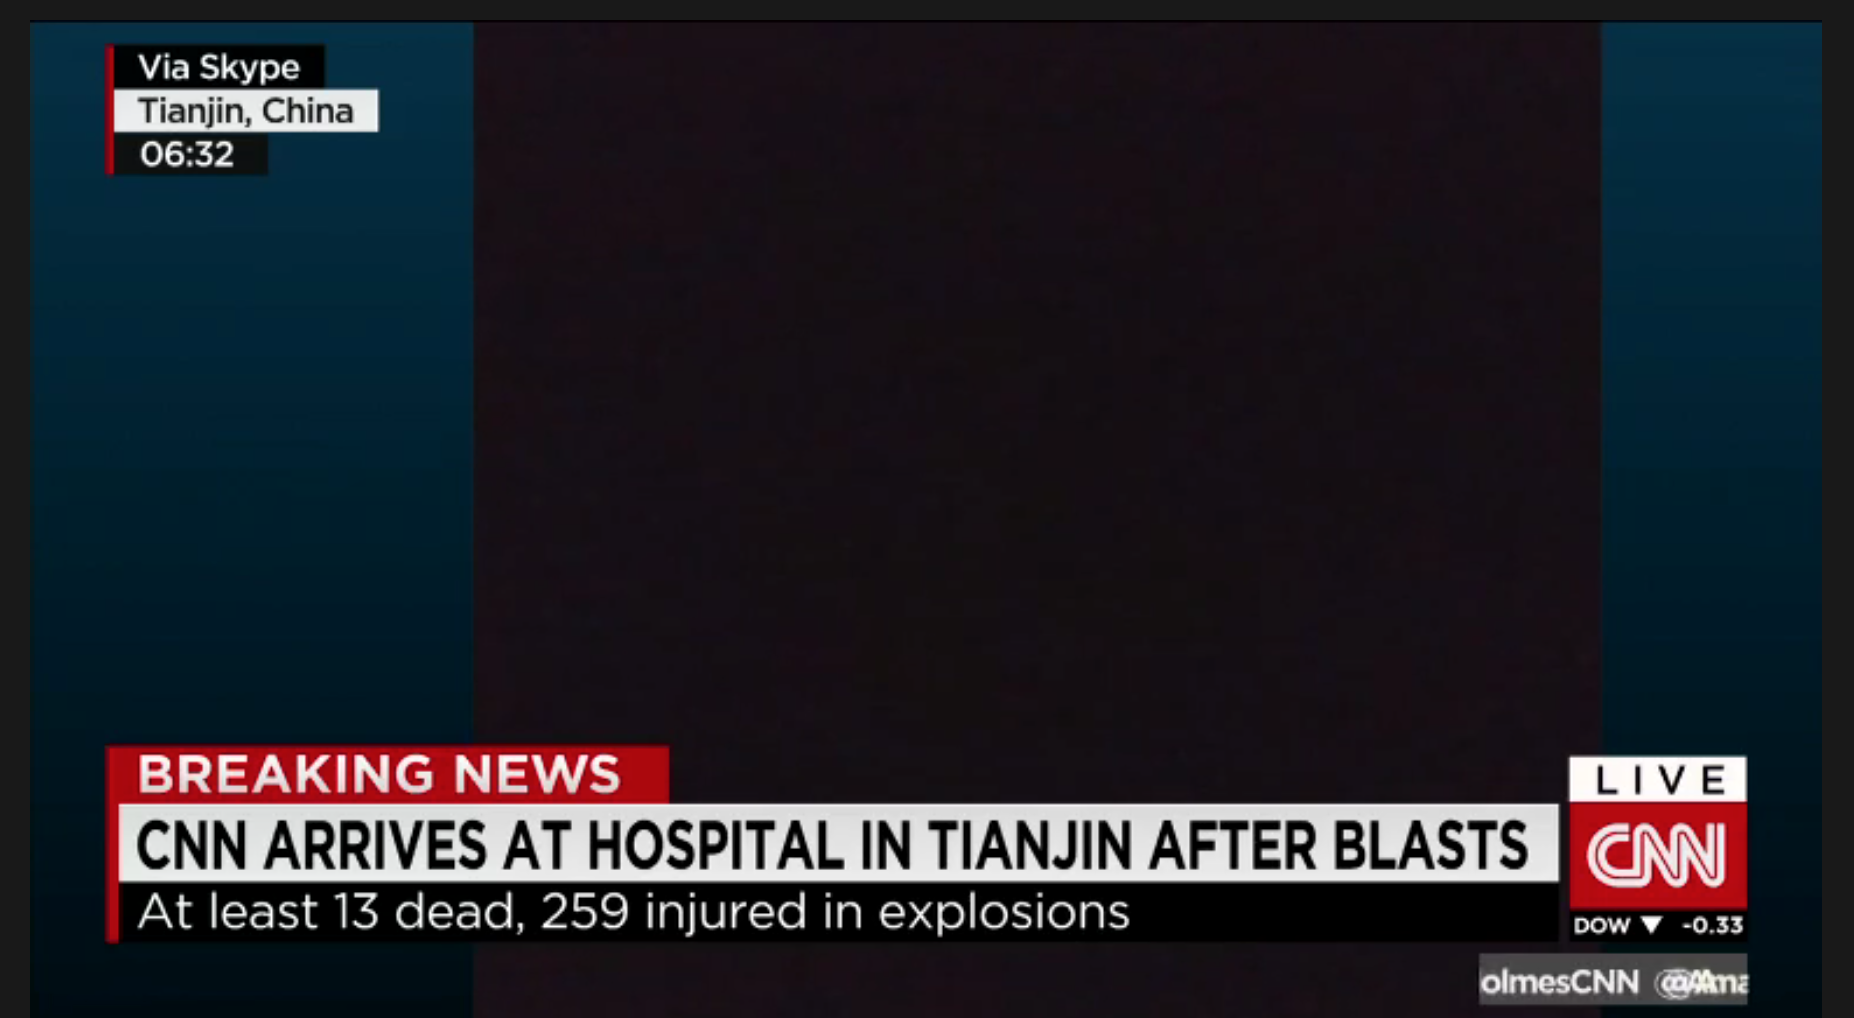 Via Skype
Tianjin, China
06:32
BREAKING NEWS
CNN ARRIVES AT HOSPITAL IN TIANJIN AFTER BLASTS
At least 13 dead, 259 injured in explosions
LIVE
CNN
DOW ▼ -0.33
olmesCNN